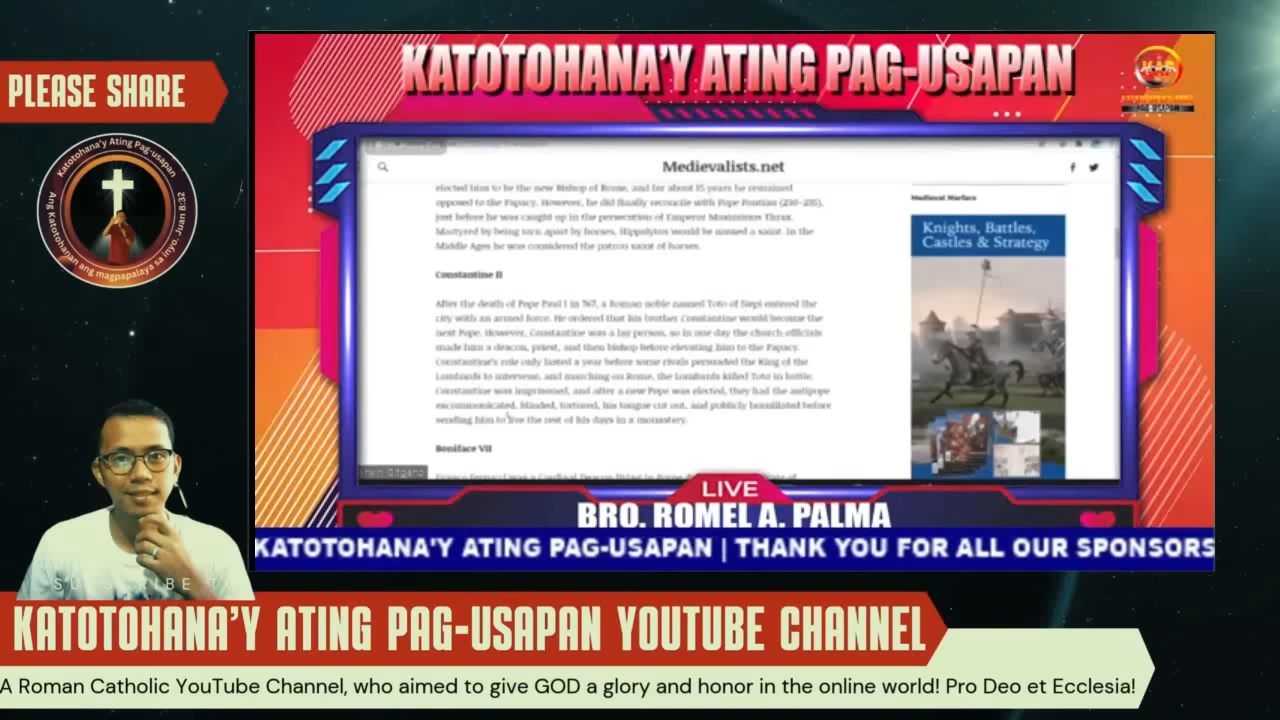 PLEASE SHARE
Katotohana'y Ating Pag-usapan
Ang Katotohanan ang magpapalaya sa inyo. Juan 8:32
KATOTOHANA'Y ATING PAG-USAPAN
PAG-USAPAN
Medievalists.net
elected him to be the new Bishop of Rome, and for about 15 years he remained
opposed to the Papacy. However, he did finally reconcile with Pope Pontian (230-235),
just before he was caught up in the persecution of Emperor Maximinus Thrax.
Martyred by being torn apart by horses, Hippolytus would be named a saint. In the
Middle Ages he was considered the patron saint of horses.
Constantine II
After the death of Pope Paul I in 767, a Roman noble named Toto of Nepi entered the
city with an armed force. He ordered that his brother Constantine would become the
next Pope. However, Constantine was a lay person, so in one day the church officials
made him a deacon, priest, and then bishop before elevating him to the Papacy.
Constantine's role only lasted a year before some rivals persuaded the King of the
Lombards to intervene, and marching on Rome, the Lombards killed Toto in battle.
Constantine was imprisoned, and after a new Pope was elected, they had the antipope
excommunicated, blinded, tortured, his tongue cut out, and publicly humiliated before
sending him to live the rest of his days in a monastery.
Boniface VII
Medieval Warfare
Knights, Battles,
Castles & Strategy
LIVE
BRO. ROMEL A. PALMA
KATOTOHANA'Y ATING PAG-USAPAN | THANK YOU FOR ALL OUR SPONSORS
KATOTOHANA'Y ATING PAG-USAPAN YOUTUBE CHANNEL
A Roman Catholic YouTube Channel, who aimed to give GOD a glory and honor in the online world! Pro Deo et Ecclesia!